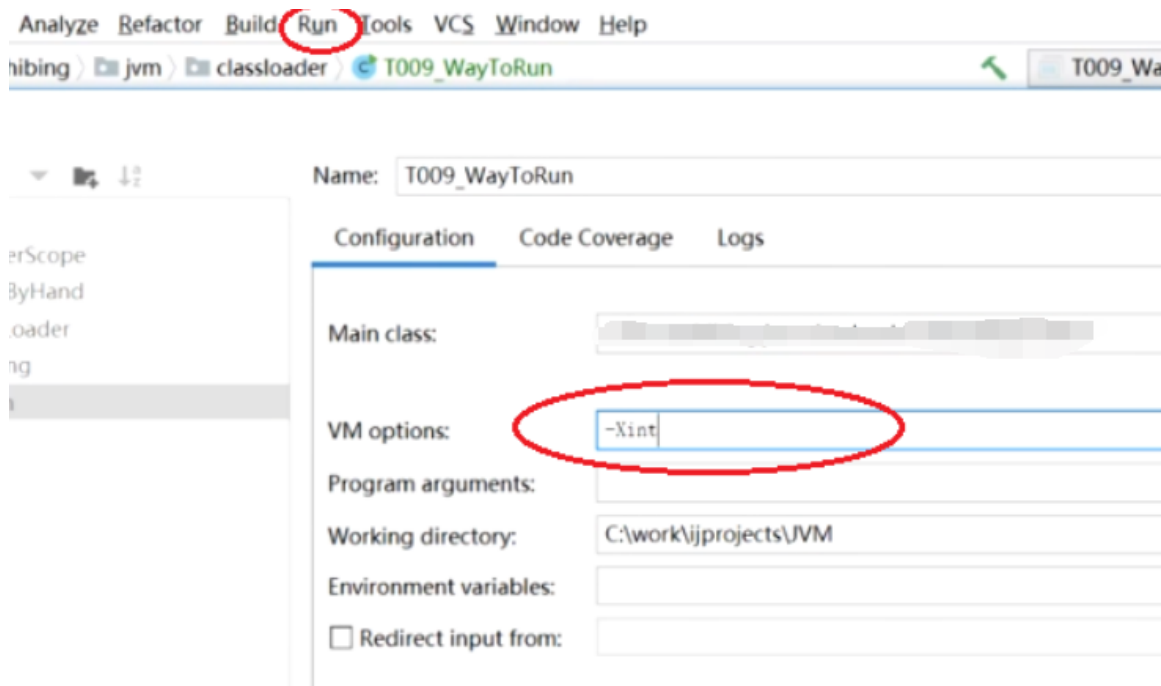 Analyze Refactor Build Run Tools VCS Window Help
hibing jvm classloader T009_WayToRun T009_Wa
Name: T009_WayToRun
Configuration Code Coverage Logs
erScope
ByHand
Loader
ng
Main class:
VM options: -Xint
Program arguments:
Working directory: C:\work\ijprojects\JVM
Environment variables:
Redirect input from: